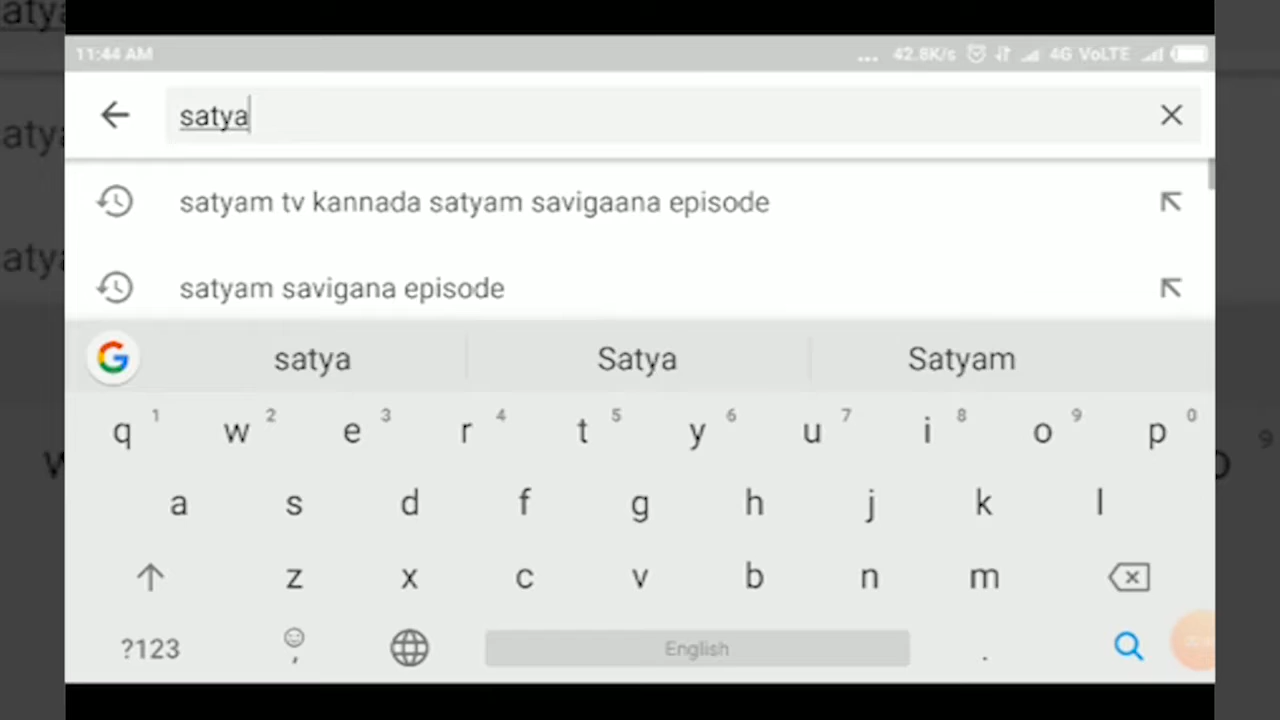 11:44 AM ... 42.8K/s 4G VoLTE
satya
satyam tv kannada satyam savigaana episode
satyam savigana episode
satya Satya Satyam
q 1 w 2 e 3 r 4 t 5 y 6 u 7 i 8 o 9 p 0
a s d f g h j k l
z x c v b n m
?123 , English .